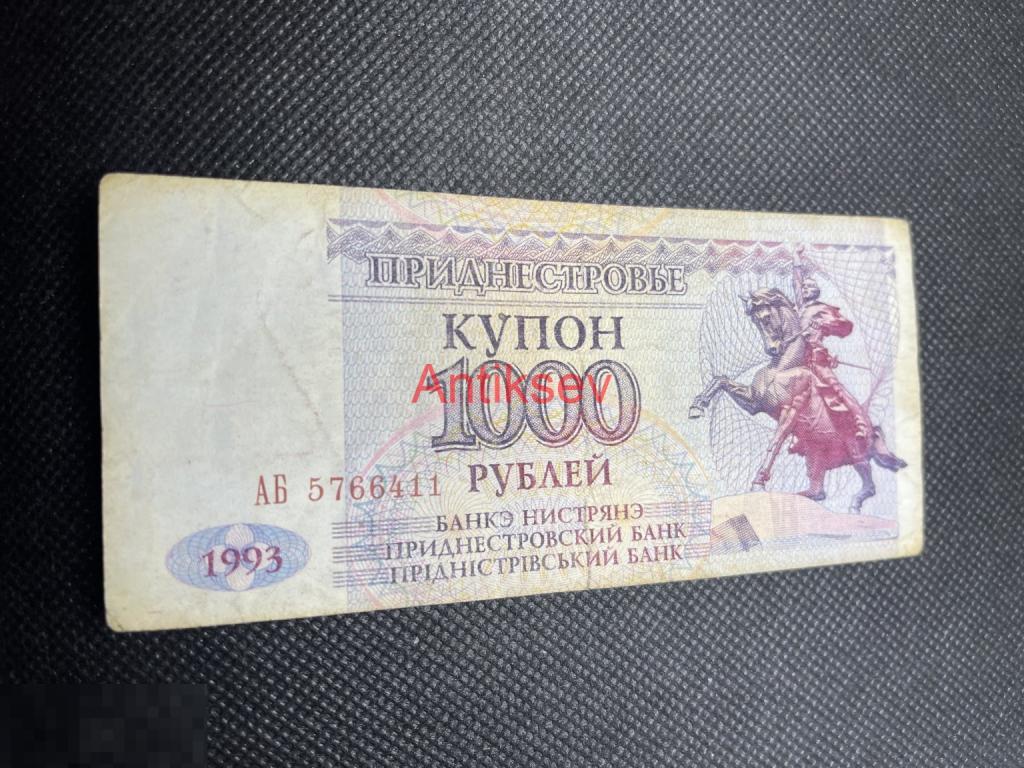 ПРИДНЕСТРОВЬЕ
КУПОН
1000
Antiksev
РУБЛЕЙ
АБ 5766411
БАНКЭ НИСТРЯНЭ
ПРИДНЕСТРОВСКИЙ БАНК
ПРІДНІСТРІВСЬКИЙ БАНК
1993